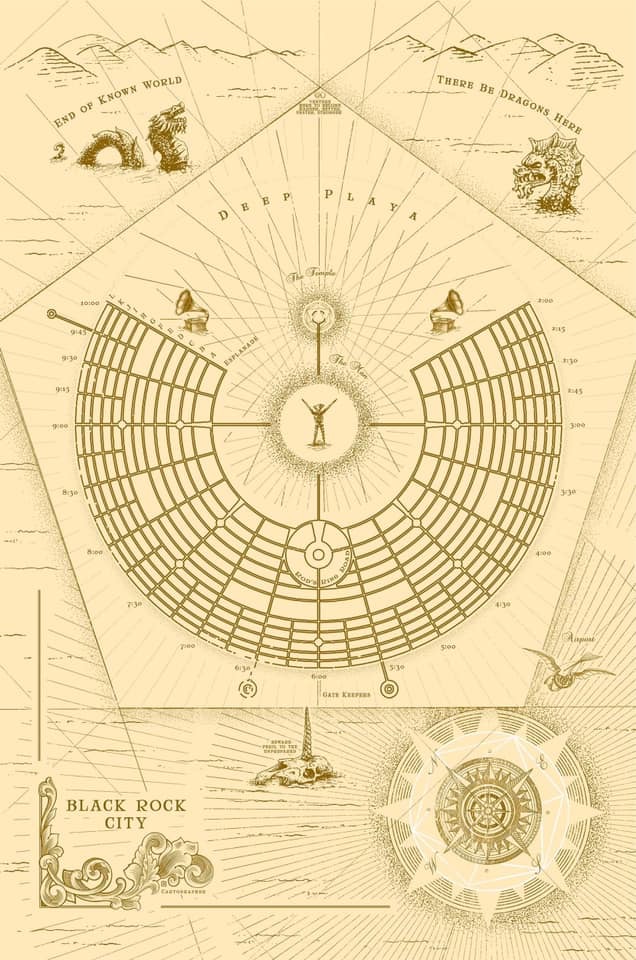 END OF KNOWN WORLD
THERE BE DRAGONS HERE
DEEP PLAYA
The Temple
The Man
10:00
ESPLANADE
2:00
9:45
2:15
9:30
2:30
9:15
2:45
9:00
3:00
8:30
3:30
8:00
4:00
ROD'S RING ROAD
7:30
4:30
7:00
5:00
6:30
5:30
6:00
GATE KEEPERS
Airport
BEWARE
PERIL TO THE
UNPREPARED
BLACK ROCK
CITY
CARTOGRAPHER